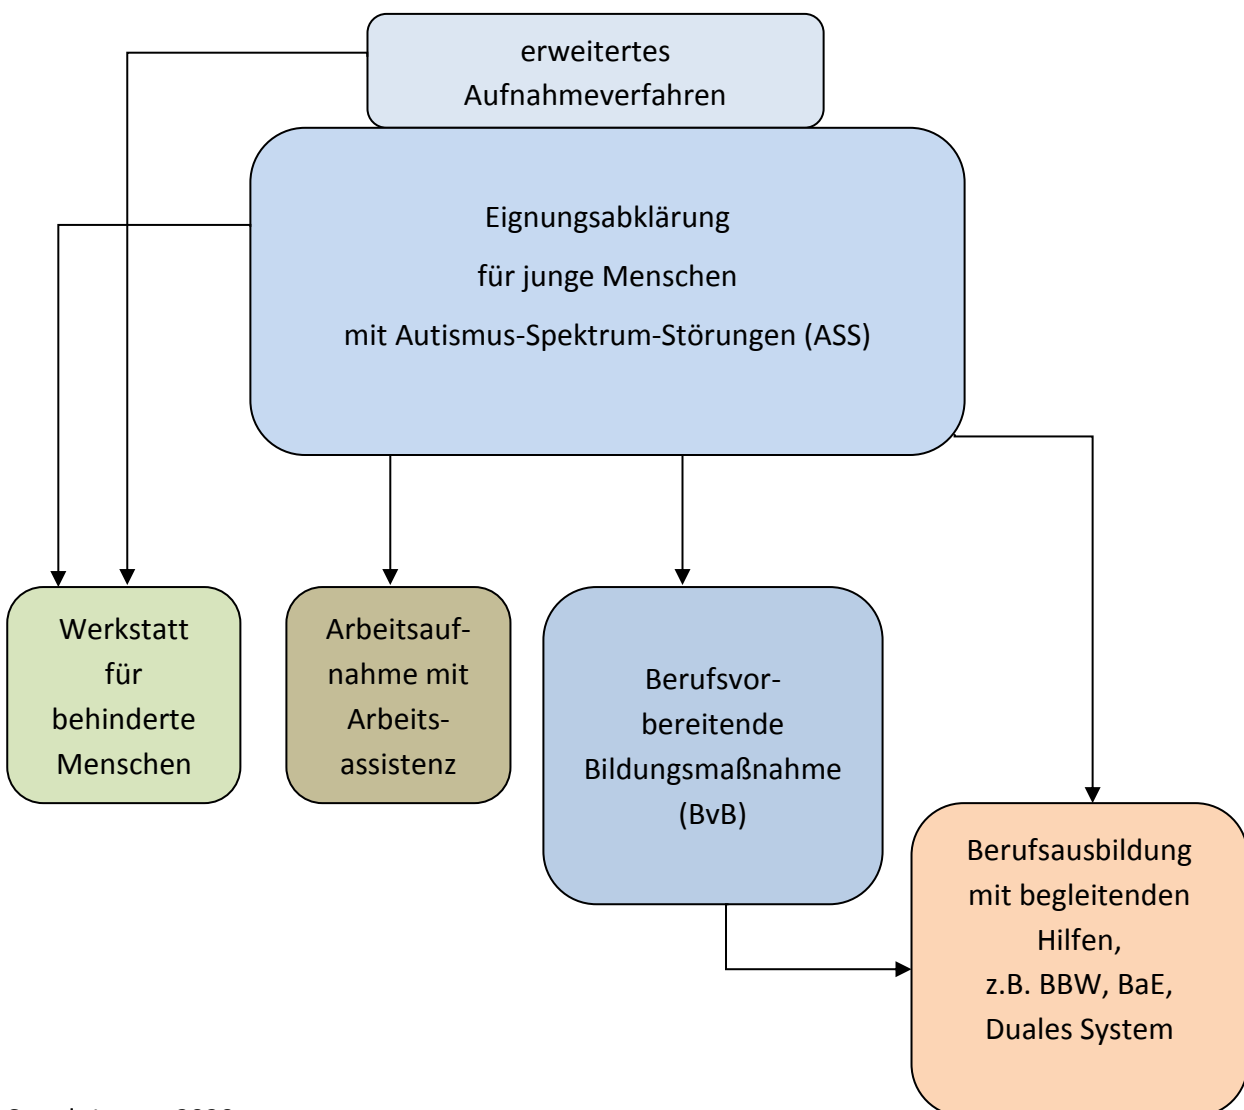 erweitertes
Aufnahmeverfahren
Eignungsabklärung
für junge Menschen
mit Autismus-Spektrum-Störungen (ASS)
Werkstatt
für
behinderte
Menschen
Arbeitsauf-
nahme mit
Arbeits-
assistenz
Berufsvor-
bereitende
Bildungsmaßnahme
(BvB)
Berufsausbildung
mit begleitenden
Hilfen,
z.B. BBW, BaE,
Duales System